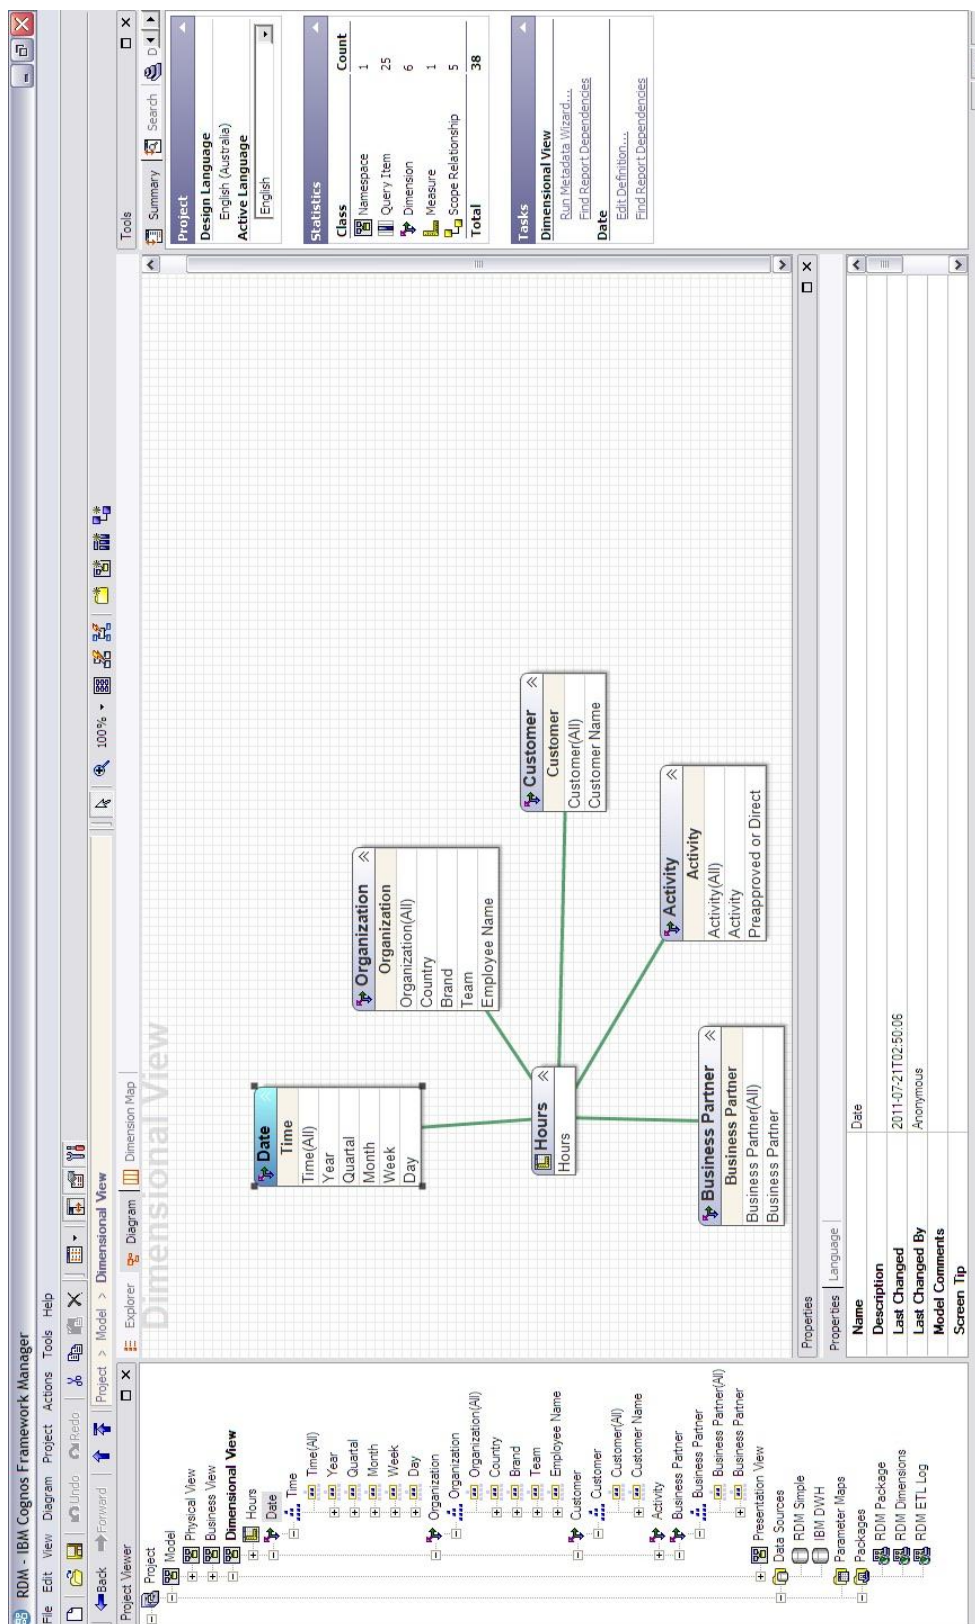 RDM - IBM Cognos Framework Manager
File Edit View Diagram Project Actions Tools Help
Undo Redo
Back Forward Project > Model > Dimensional View 100%
Project Viewer
Project
Model
Physical View
Business View
Dimensional View
Hours
Date
Time
Time(All)
Year
Quartal
Month
Week
Day
Organization
Organization
Organization(All)
Country
Brand
Team
Employee Name
Customer
Customer
Customer(All)
Customer Name
Activity
Business Partner
Business Partner
Business Partner(All)
Business Partner
Presentation View
Data Sources
RDM Simple
IBM DWH
Parameter Maps
Packages
RDM Package
RDM Dimensions
RDM ETL Log
Explorer Diagram Dimension Map
Dimensional View
Date
Time
Time(All)
Year
Quartal
Month
Week
Day
Organization
Organization
Organization(All)
Country
Brand
Team
Employee Name
Customer
Customer
Customer(All)
Customer Name
Hours
Hours
Activity
Activity
Activity(All)
Activity
Preapproved or Direct
Business Partner
Business Partner
Business Partner(All)
Business Partner
Properties
Properties Language
Name Date
Description
Last Changed 2011-07-21T02:50:06
Last Changed By Anonymous
Model Comments
Screen Tip
Tools
Summary Search D
Project
Design Language
English (Australia)
Active Language
English
Statistics
Class Count
Namespace 1
Query Item 25
Dimension 6
Measure 1
Scope Relationship 5
Total 38
Tasks
Dimensional View
Run Metadata Wizard...
Find Report Dependencies
Date
Edit Definition...
Find Report Dependencies